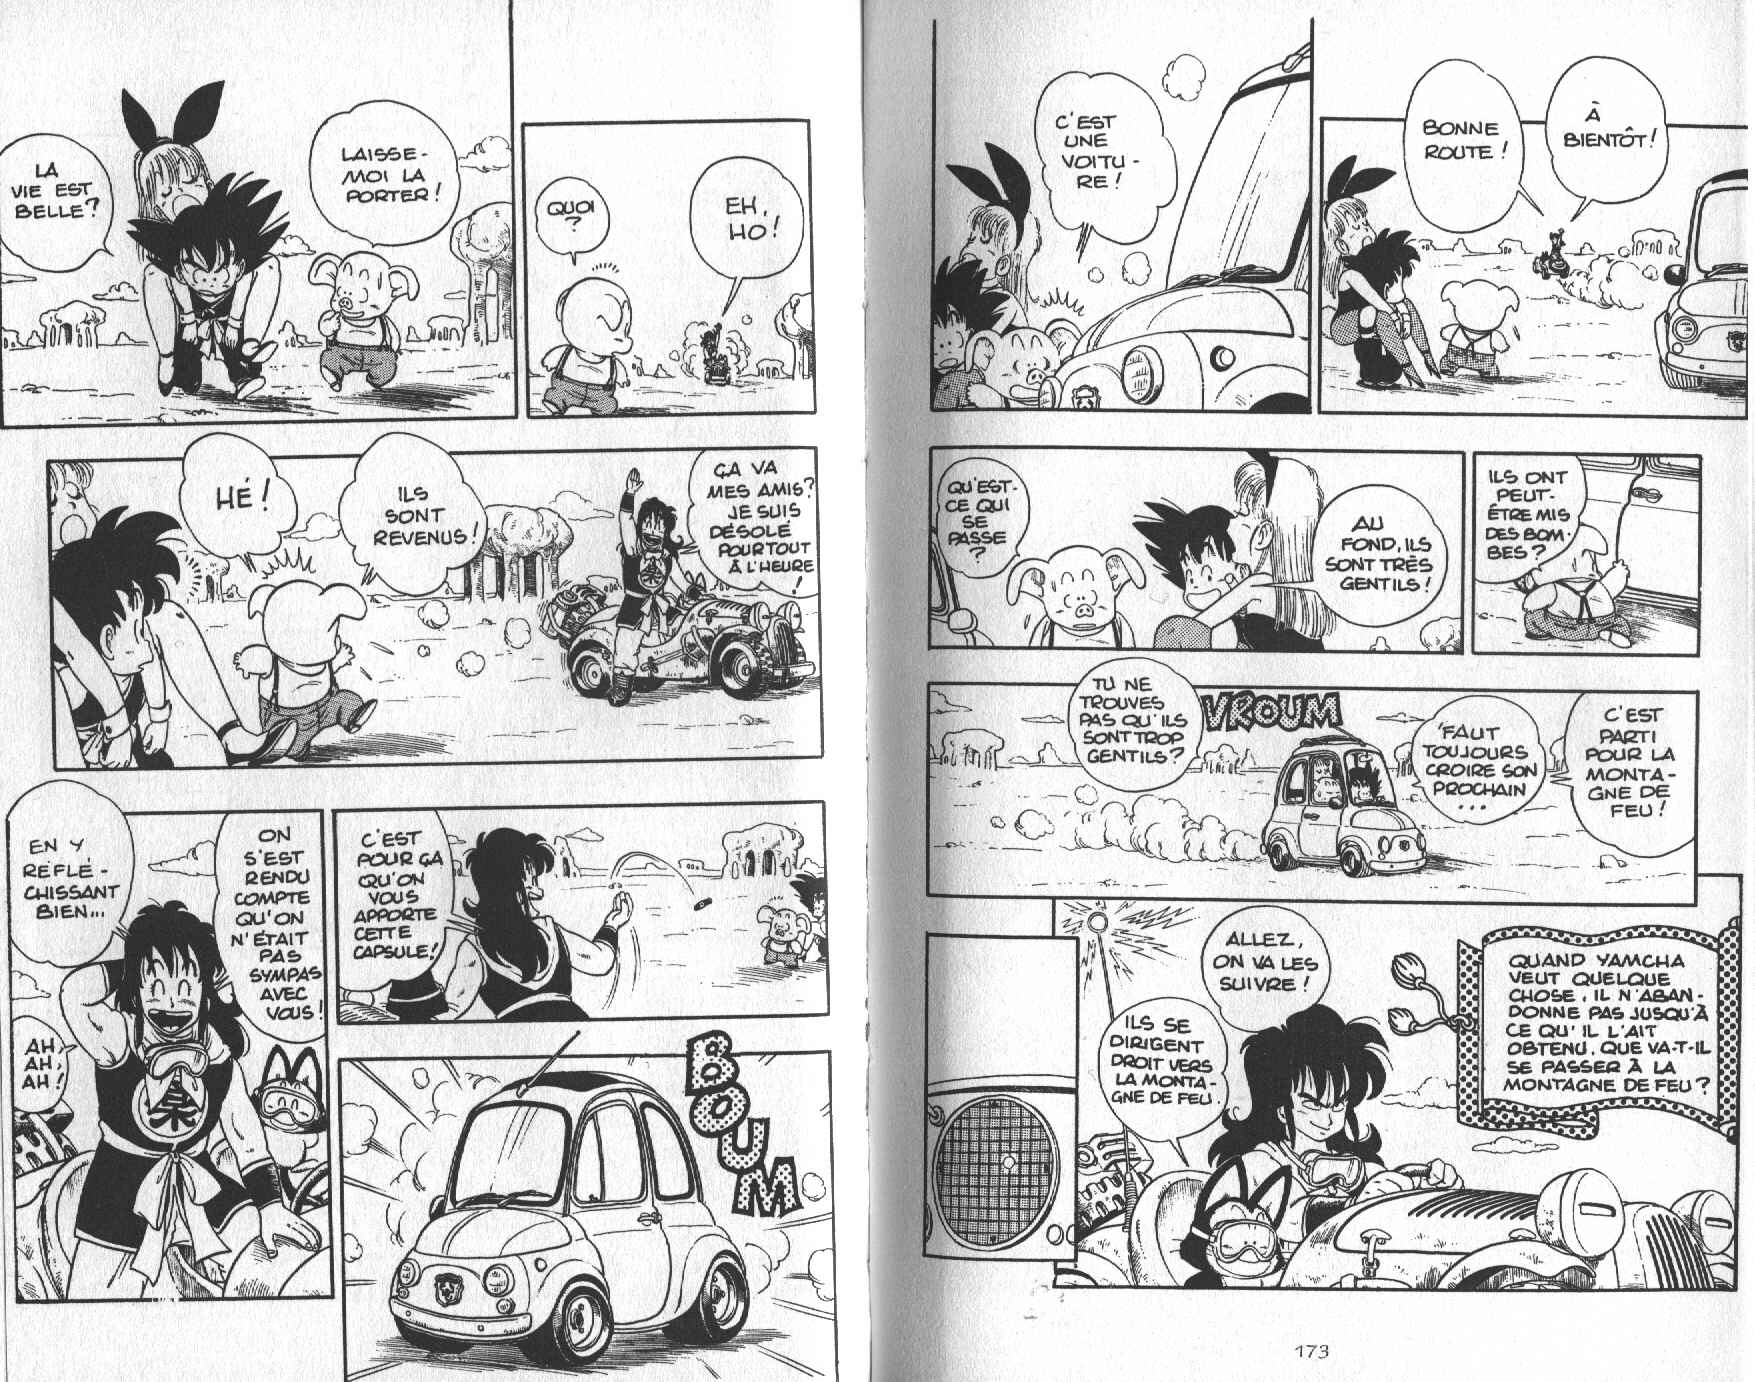 LA
VIE EST
BELLE?
LAISSE-
MOI LA
PORTER!
QUOI
?
EH,
HO!
HÉ!
ILS
SONT
REVENUS!
ÇA VA
MES AMIS?
JE SUIS
DÉSOLÉ
POURTOUT
À L'HEURE
!
EN Y
RÉFLÉ-
CHISSANT
BIEN...
ON
S'EST
RENDU
COMPTE
QU'ON
N'ÉTAIT
PAS
SYMPAS
AVEC
VOUS!
AH,
AH,
AH!
C'EST
POUR ÇA
QU'ON
VOUS
APPORTE
CETTE
CAPSULE!
BOUM
C'EST
UNE
VOITU-
RE!
BONNE
ROUTE!
À
BIENTÔT!
QU'EST-
CE QUI
SE
PASSE
?
AU
FOND, ILS
SONT TRÈS
GENTILS!
ILS ONT
PEUT-
ÊTRE MIS
DES BOM-
BES?
TU NE
TROUVES
PAS QU'ILS
SONT TROP
GENTILS?
VROUM
'FAUT
TOUJOURS
CROIRE SON
PROCHAIN
...
C'EST
PARTI
POUR LA
MONTA-
GNE DE
FEU!
ILS SE
DIRIGENT
DROIT VERS
LA MONTA-
GNE DE FEU.
ALLEZ,
ON VA LES
SUIVRE!
QUAND YAMCHA
VEUT QUELQUE
CHOSE, IL N'ABAN-
DONNE PAS JUSQU'À
CE QU'IL L'AIT
OBTENU. QUE VA-T-IL
SE PASSER À LA
MONTAGNE DE FEU?
173